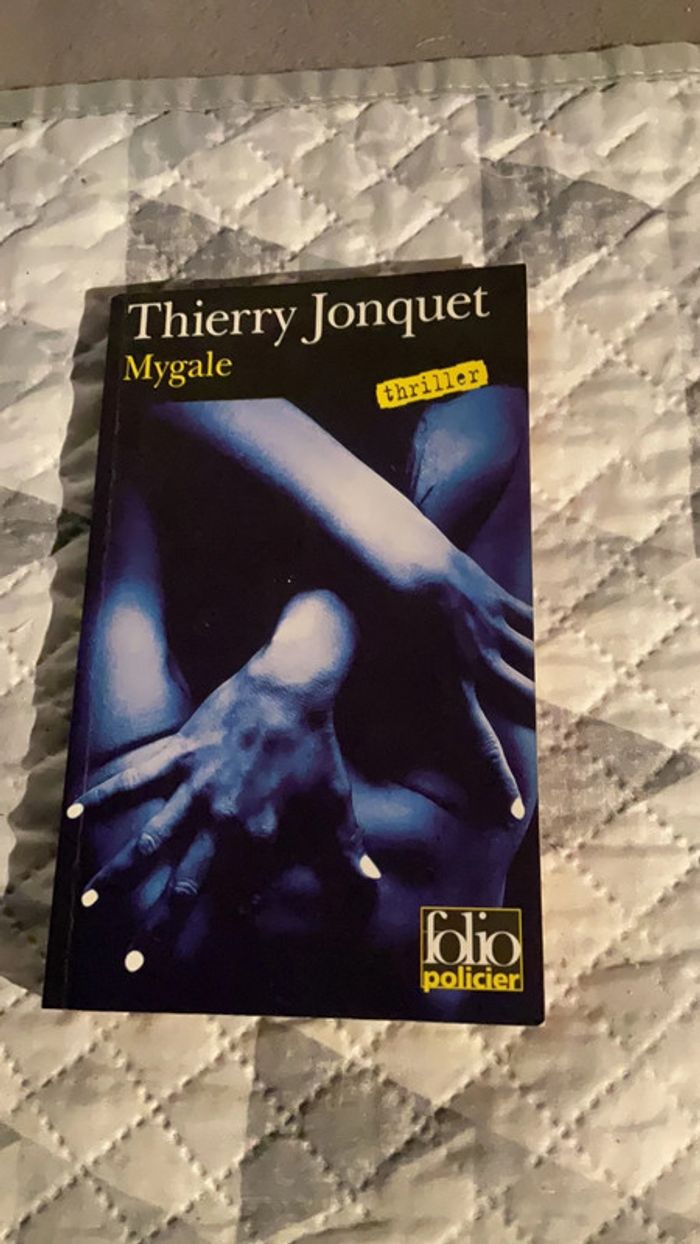 Thierry Jonquet
Mygale
thriller
folio
policier